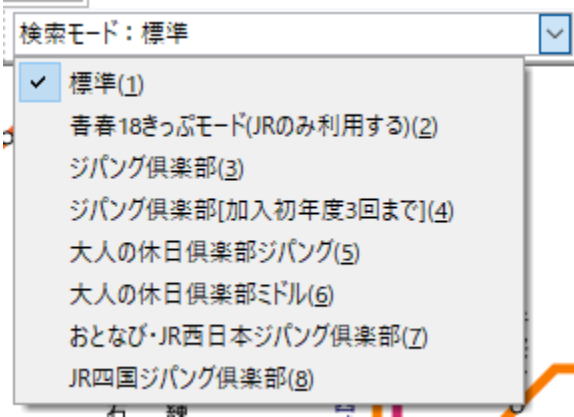 検索モード：標準
標準(1)
青春18きっぷモード(JRのみ利用する)(2)
ジパング倶楽部(3)
ジパング倶楽部[加入初年度3回まで](4)
大人の休日倶楽部ジパング(5)
大人の休日倶楽部ミドル(6)
おとなび・JR西日本ジパング倶楽部(7)
JR四国ジパング倶楽部(8)